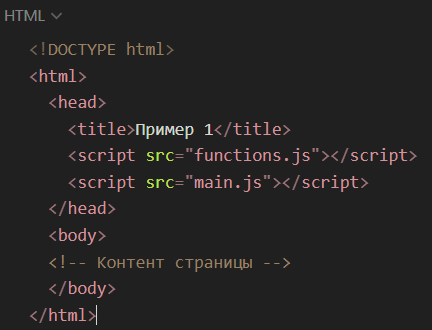 HTML
<!DOCTYPE html>
<html>
<head>
<title>Пример 1</title>
<script src="functions.js"></script>
<script src="main.js"></script>
</head>
<body>
<!-- Контент страницы -->
</body>
</html>